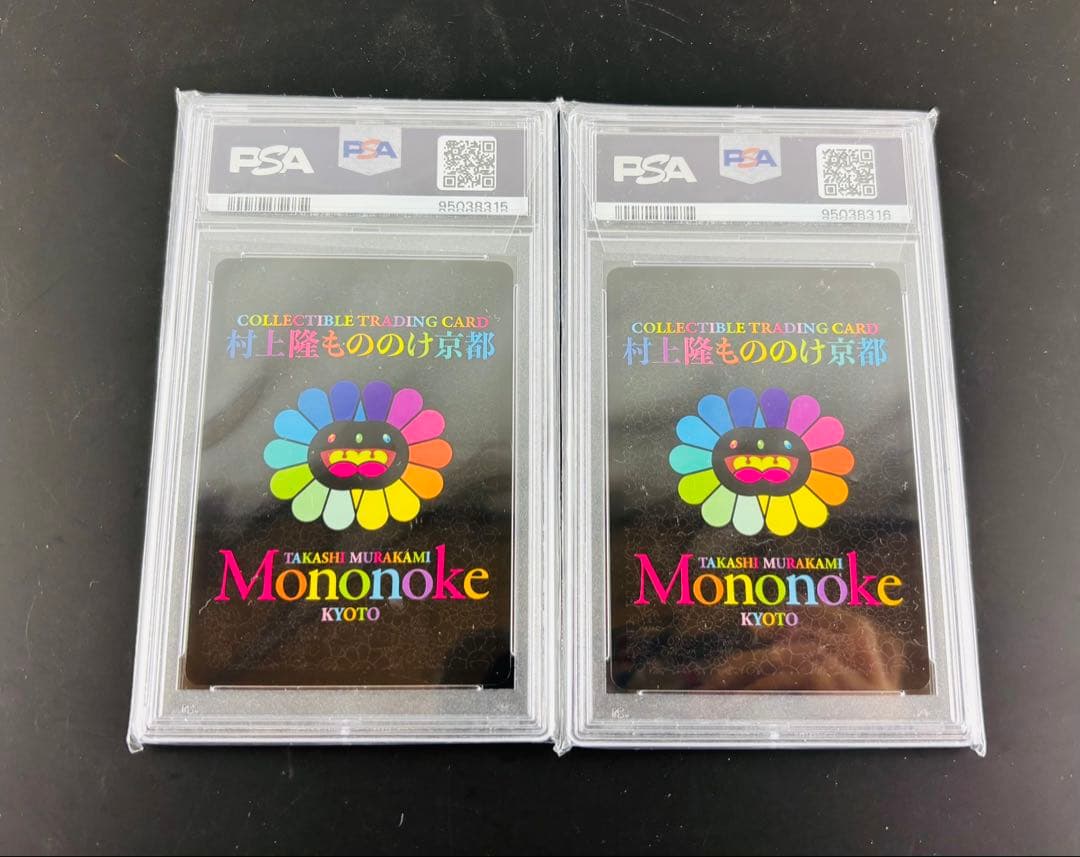 PSA
PSA
95038315
COLLECTIBLE TRADING CARD
村上隆もののけ京都
TAKASHI MURAKAMI
Mononoke
KYOTO
PSA
PSA
95038316
COLLECTIBLE TRADING CARD
村上隆もののけ京都
TAKASHI MURAKAMI
Mononoke
KYOTO